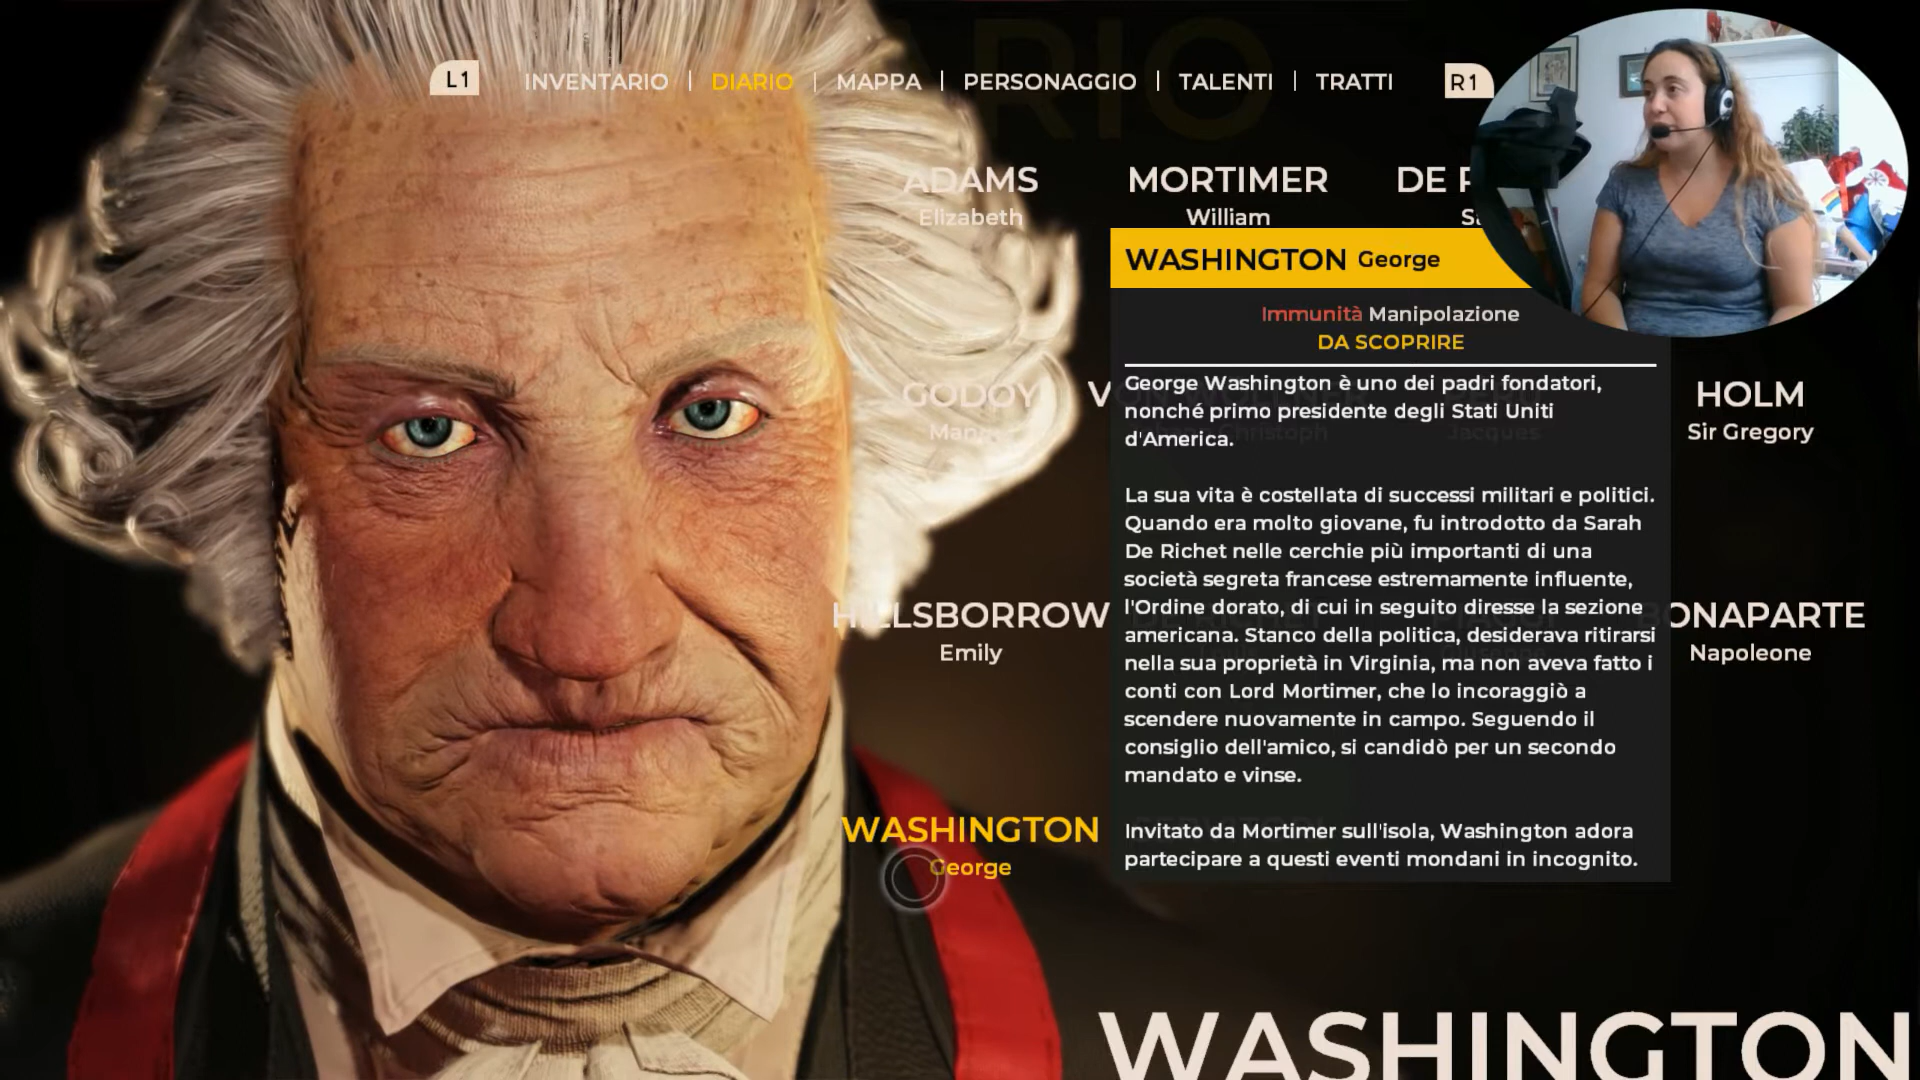 L1 INVENTARIO | DIARIO | MAPPA | PERSONAGGIO | TALENTI | TRATTI R1
ADAMS
Elizabeth
MORTIMER
William
DE
WASHINGTON George
Immunità Manipolazione
DA SCOPRIRE
George Washington è uno dei padri fondatori,
nonché primo presidente degli Stati Uniti
d'America.
La sua vita è costellata di successi militari e politici.
Quando era molto giovane, fu introdotto da Sarah
De Richet nelle cerchie più importanti di una
società segreta francese estremamente influente,
l'Ordine dorato, di cui in seguito diresse la sezione
americana. Stanco della politica, desiderava ritirarsi
nella sua proprietà in Virginia, ma non aveva fatto i
conti con Lord Mortimer, che lo incoraggiò a
scendere nuovamente in campo. Seguendo il
consiglio dell'amico, si candidò per un secondo
mandato e vinse.
Invitato da Mortimer sull'isola, Washington adora
partecipare a questi eventi mondani in incognito.
GODOY
HOLM
Sir Gregory
HILLSBORROW
Emily
BONAPARTE
Napoleone
WASHINGTON
George
WASHINGTON